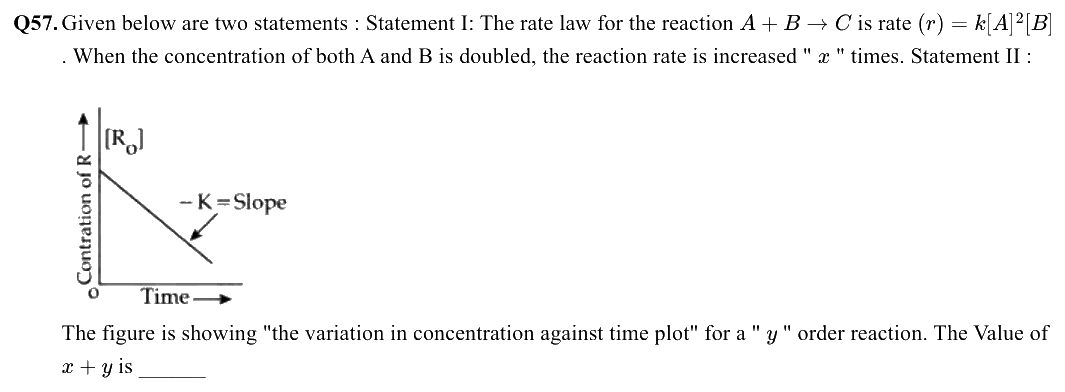 Q57. Given below are two statements : Statement I: The rate law for the reaction A + B → C is rate (r) = k[A]²[B]
. When the concentration of both A and B is doubled, the reaction rate is increased " x " times. Statement II :
[R₀]
Contration of R →
– K = Slope
O
Time →
The figure is showing "the variation in concentration against time plot" for a " y " order reaction. The Value of
x + y is ______